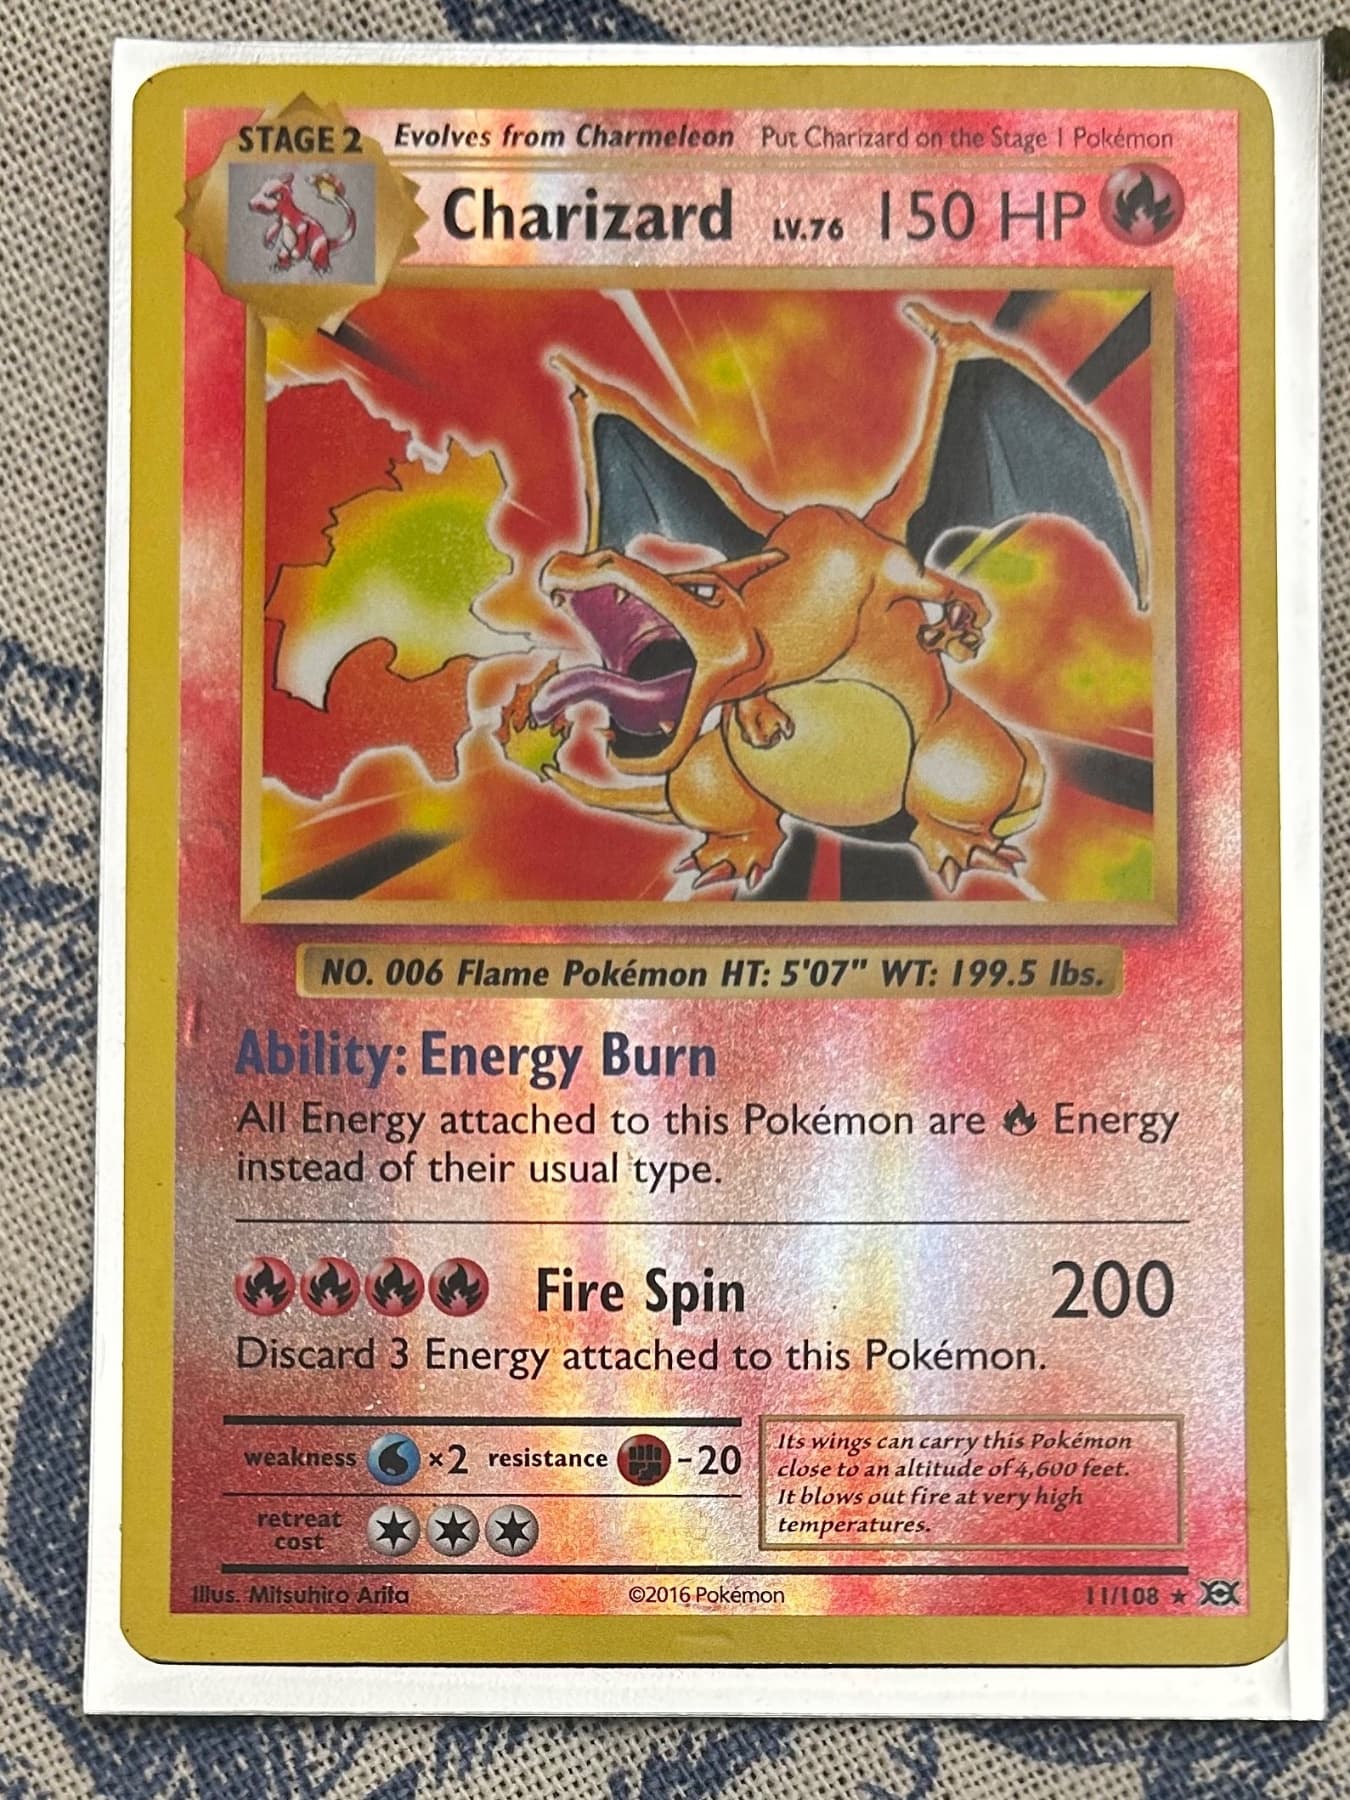 STAGE 2 Evolves from Charmeleon Put Charizard on the Stage 1 Pokémon
Charizard LV.76 150 HP
NO. 006 Flame Pokémon HT: 5'07" WT: 199.5 lbs.
Ability: Energy Burn
All Energy attached to this Pokémon are Energy
instead of their usual type.
Fire Spin 200
Discard 3 Energy attached to this Pokémon.
weakness ×2 resistance -20
retreat
cost
Its wings can carry this Pokémon
close to an altitude of 4,600 feet.
It blows out fire at very high
temperatures.
Illus. Mitsuhiro Arita ©2016 Pokémon 11/108 ★